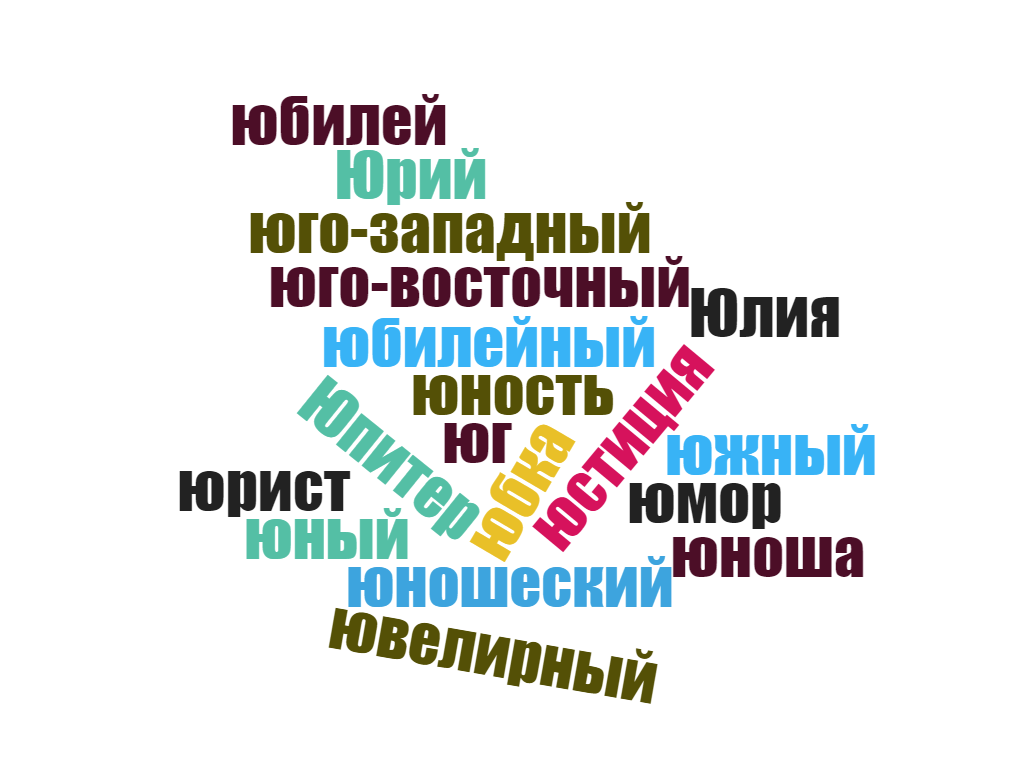 юбилей
Юрий
юго-западный
юго-восточный
Юлия
юбилейный
юность
Юпитер
юг
юбка
юстиция
южный
юрист
юмор
юный
юноша
юношеский
ювелирный